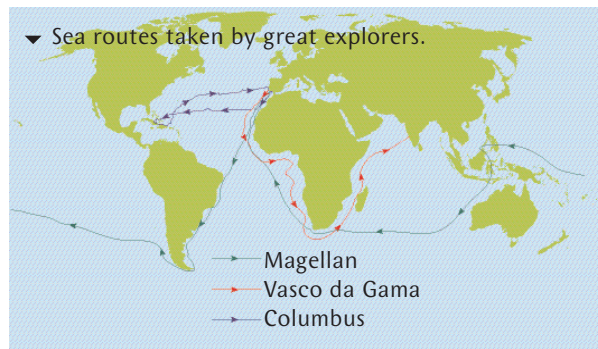 Sea routes taken by great explorers.
Magellan
Vasco da Gama
Columbus